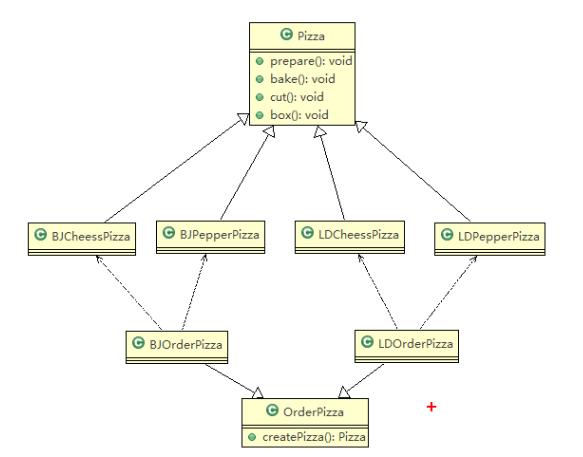 C Pizza
prepare(): void
bake(): void
cut(): void
box(): void
C BJCheessPizza
C BJPepperPizza
C LDCheessPizza
C LDPepperPizza
C BJOrderPizza
C LDOrderPizza
C OrderPizza
createPizza(): Pizza